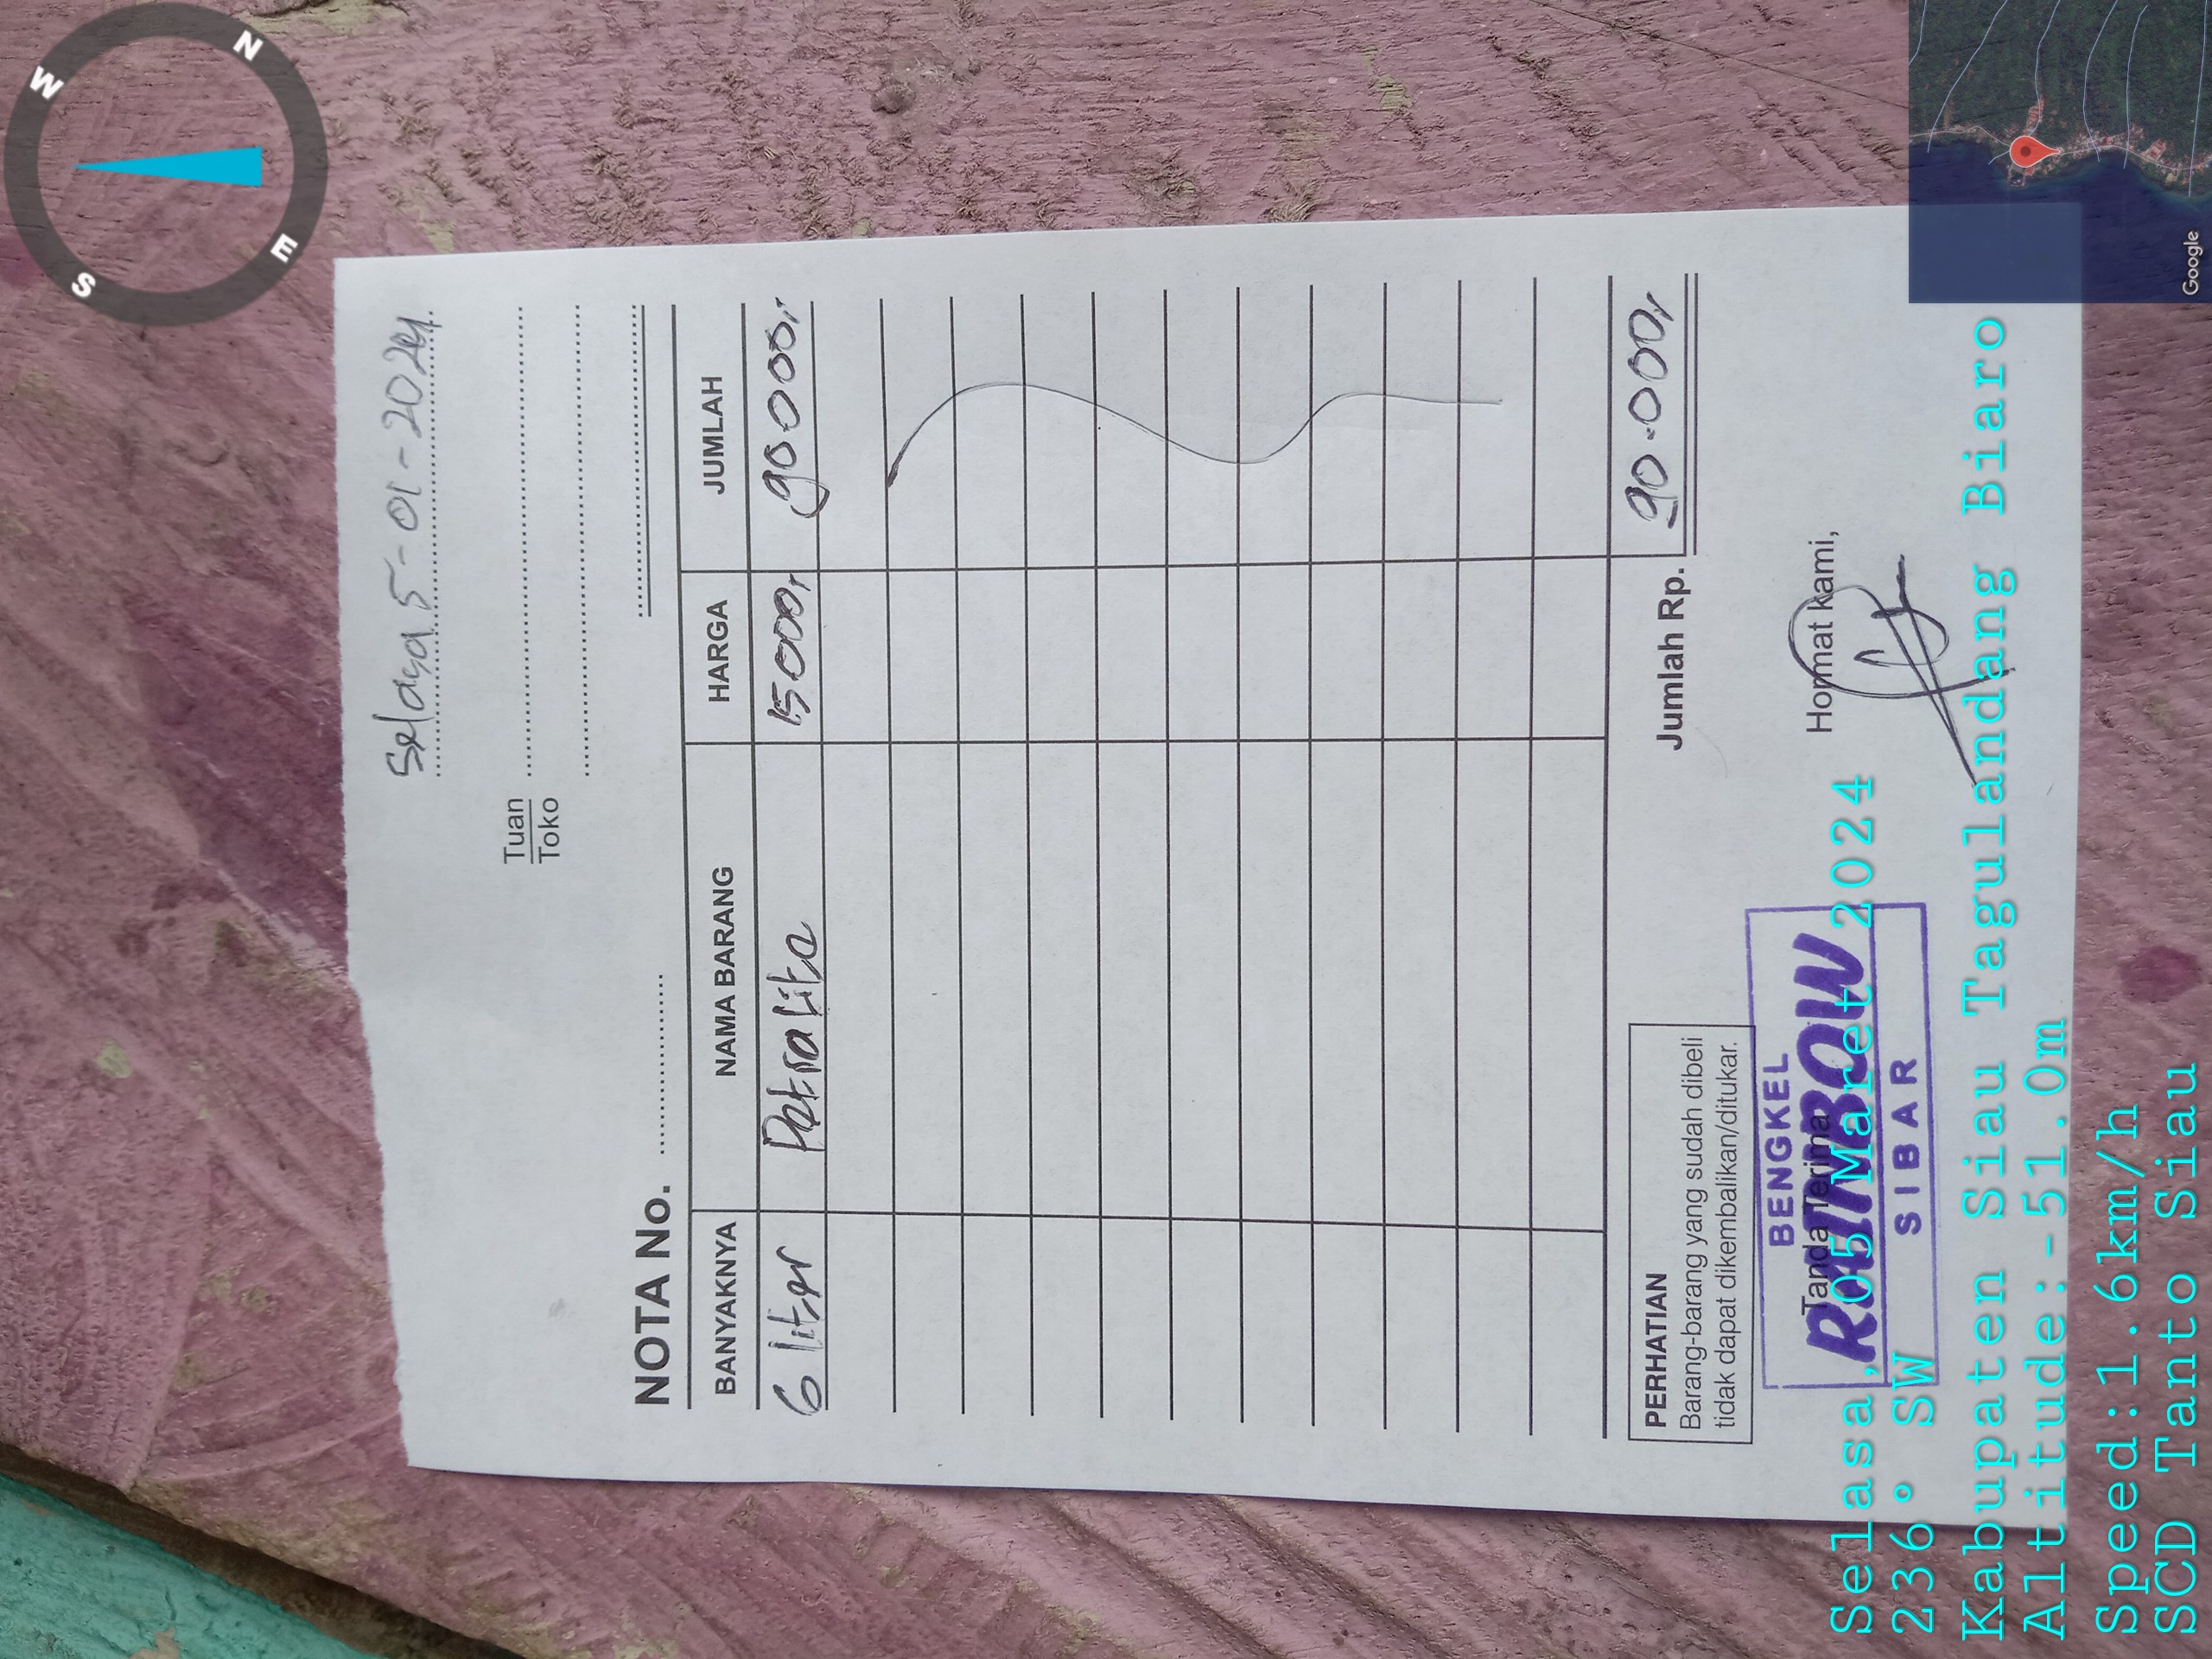 Selasa 5-01-2024.
Tuan
Toko
NOTA No.
BANYAKNYA NAMA BARANG HARGA JUMLAH
6 liter Petralite 15000,- 90.000,-
Jumlah Rp. 90.000,-
PERHATIAN
Barang-barang yang sudah dibeli
tidak dapat dikembalikan/ditukar.
Tanda Terima
Hormat kami,
BENGKEL
RAINBOW
SIBAR
Selasa, 05 Maret 2024
236° SW
Kabupaten Siau Tagulandang Biaro
Altitude:-51.0m
Speed:1.6km/h
SCD Tanto Siau
N
E
S
W
Google